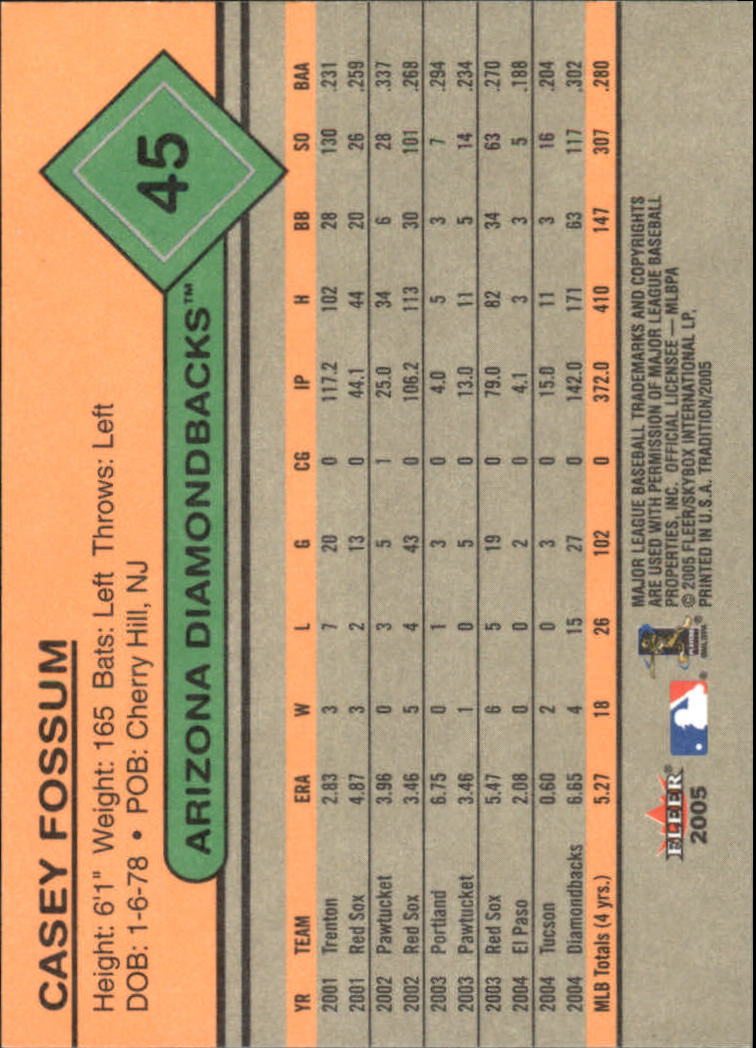 CASEY FOSSUM
Height: 6'1" Weight: 165 Bats: Left Throws: Left
DOB: 1-6-78 • POB: Cherry Hill, NJ
45
ARIZONA DIAMONDBACKS™
YR TEAM ERA W L G CG IP H BB SO BAA
2001 Trenton 2.83 3 7 20 0 117.2 102 28 130 .231
2001 Red Sox 4.87 3 2 13 0 44.1 44 20 26 .259
2002 Pawtucket 3.96 0 3 5 1 25.0 34 6 28 .337
2002 Red Sox 3.46 5 4 43 0 106.2 113 30 101 .268
2003 Portland 6.75 0 1 3 0 4.0 5 3 7 .294
2003 Pawtucket 3.46 1 0 5 0 13.0 11 5 14 .234
2003 Red Sox 5.47 6 5 19 0 79.0 82 34 63 .270
2004 El Paso 2.08 0 0 2 0 4.1 3 3 5 .188
2004 Tucson 0.60 2 0 3 0 15.0 11 3 16 .204
2004 Diamondbacks 6.65 4 15 27 0 142.0 171 63 117 .302
MLB Totals (4 yrs.) 5.27 18 26 102 0 372.0 410 147 307 .280
FLEER®
2005
MAJOR LEAGUE BASEBALL TRADEMARKS AND COPYRIGHTS
ARE USED WITH PERMISSION OF MAJOR LEAGUE BASEBALL
PROPERTIES, INC. OFFICIAL LICENSEE — MLBPA
© 2005 FLEER/SKYBOX INTERNATIONAL LP.
PRINTED IN U.S.A. TRADITION/2005